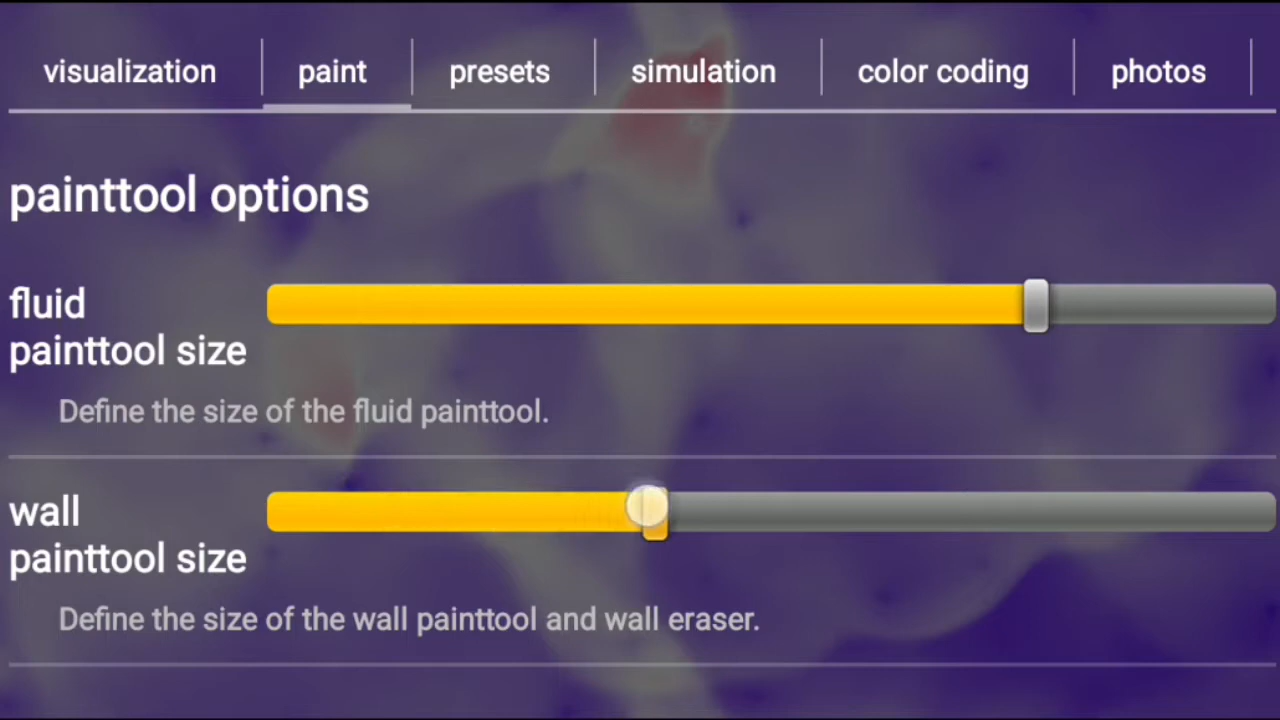 visualization paint presets simulation color coding photos
painttool options
fluid
painttool size
Define the size of the fluid painttool.
wall
painttool size
Define the size of the wall painttool and wall eraser.